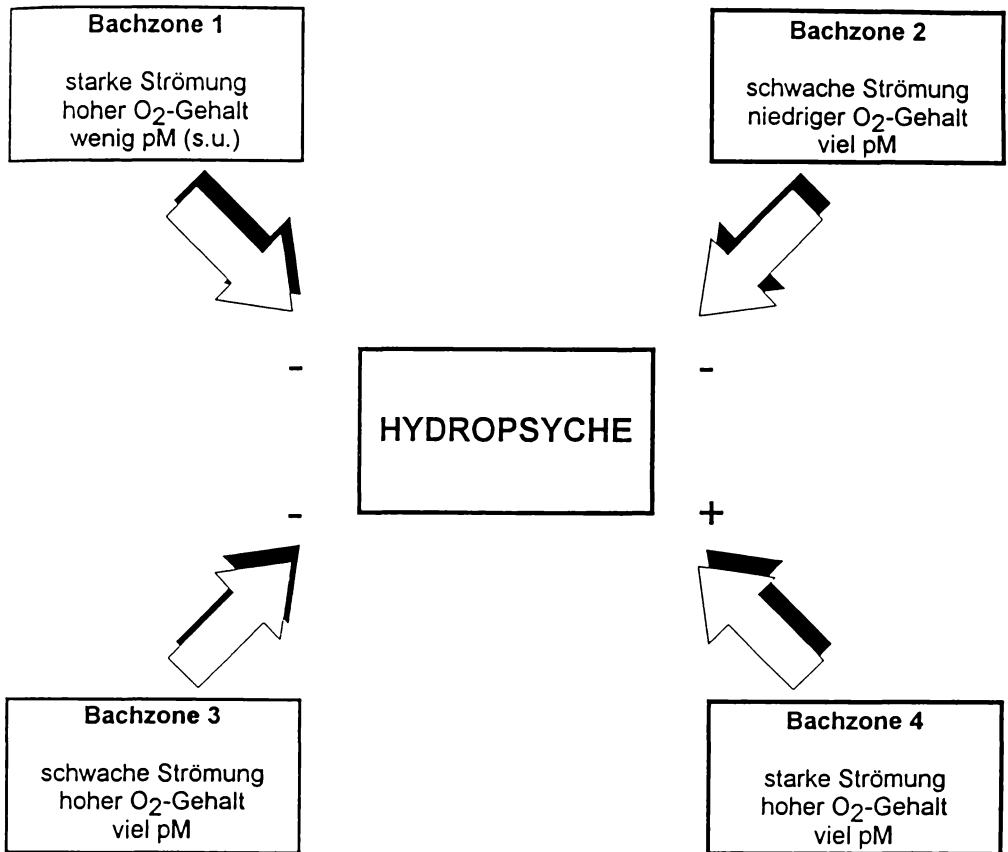 Bachzone 1
starke Strömung
hoher O2-Gehalt
wenig pM (s.u.)
Bachzone 2
schwache Strömung
niedriger O2-Gehalt
viel pM
-
-
HYDROPSYCHE
-
+
Bachzone 3
schwache Strömung
hoher O2-Gehalt
viel pM
Bachzone 4
starke Strömung
hoher O2-Gehalt
viel pM